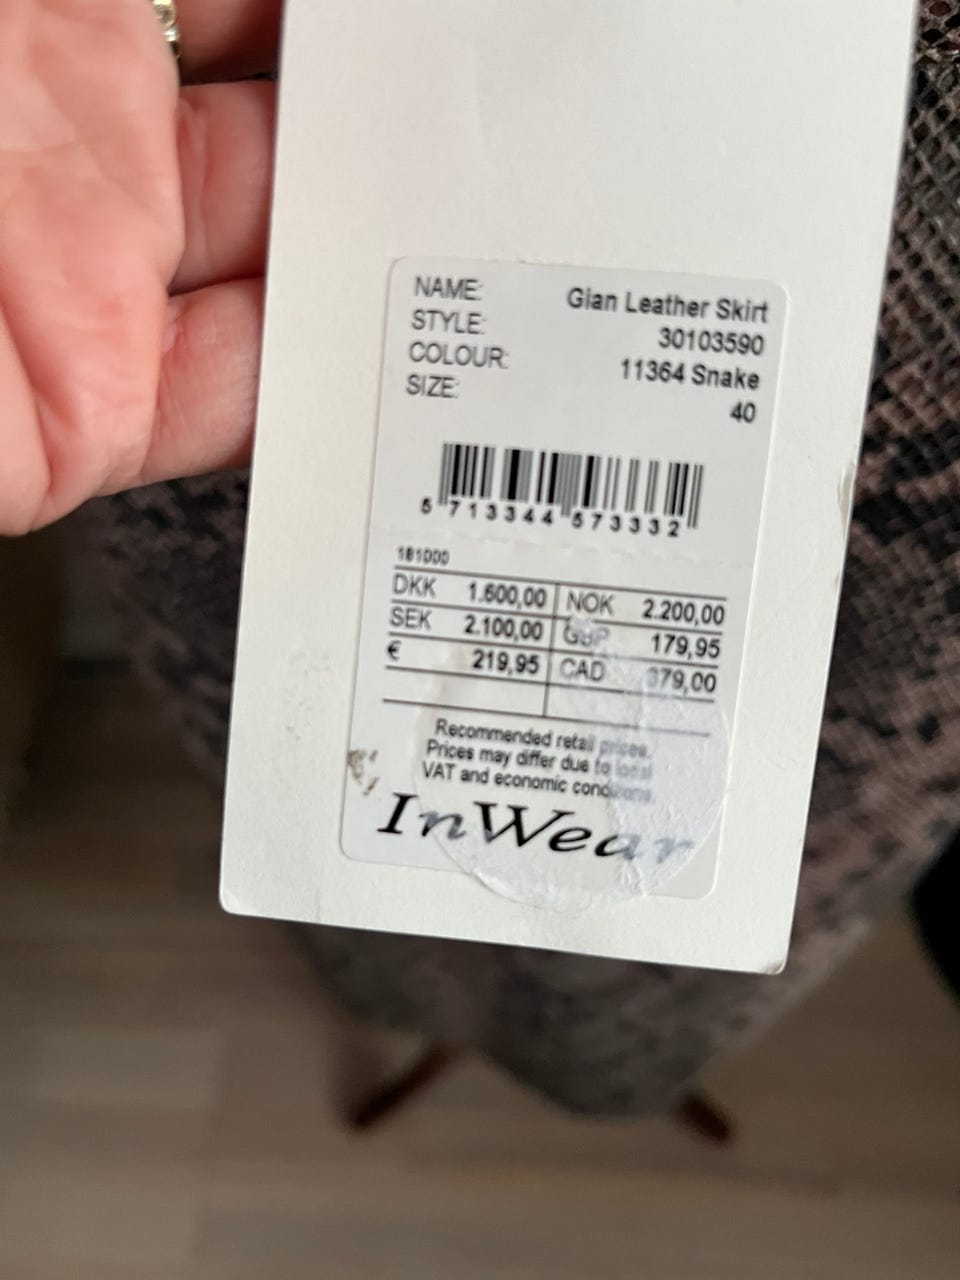 NAME: Gian Leather Skirt
STYLE: 30103590
COLOUR: 11364 Snake
SIZE: 40
5 713344 573332
181000
DKK 1.600,00 NOK 2.200,00
SEK 2.100,00 GBP 179,95
€ 219,95 CAD 379,00
Recommended retail prices.
Prices may differ due to local
VAT and economic conditions.
InWear